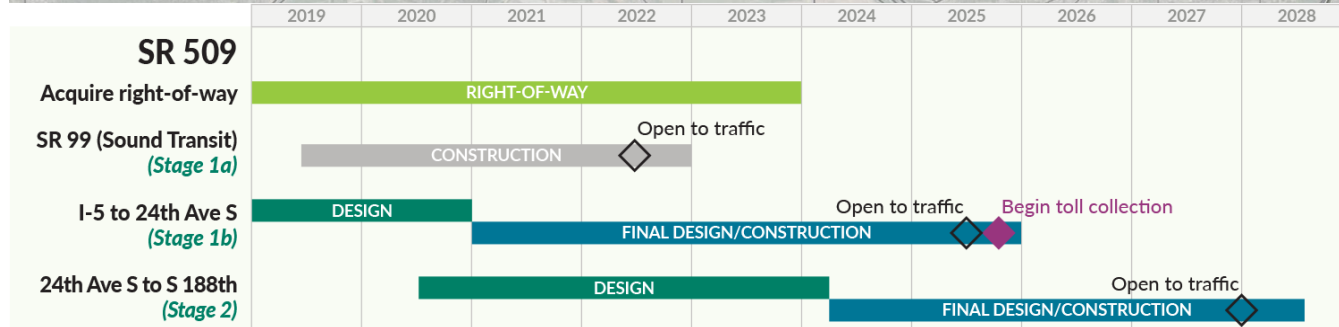 2019 2020 2021 2022 2023 2024 2025 2026 2027 2028
SR 509
Acquire right-of-way
RIGHT-OF-WAY
SR 99 (Sound Transit)
(Stage 1a)
CONSTRUCTION
Open to traffic
I-5 to 24th Ave S
(Stage 1b)
DESIGN
FINAL DESIGN/CONSTRUCTION
Open to traffic
Begin toll collection
24th Ave S to S 188th
(Stage 2)
DESIGN
FINAL DESIGN/CONSTRUCTION
Open to traffic